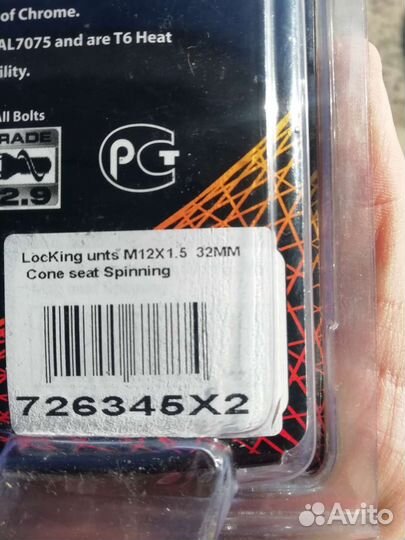 of Chrome.
AL7075 and are T6 Heat
ility.
All Bolts
RADE
2.9
РСТ
LocKing unts M12X1.5 32MM
Cone seat Spinning
726345X2
Avito